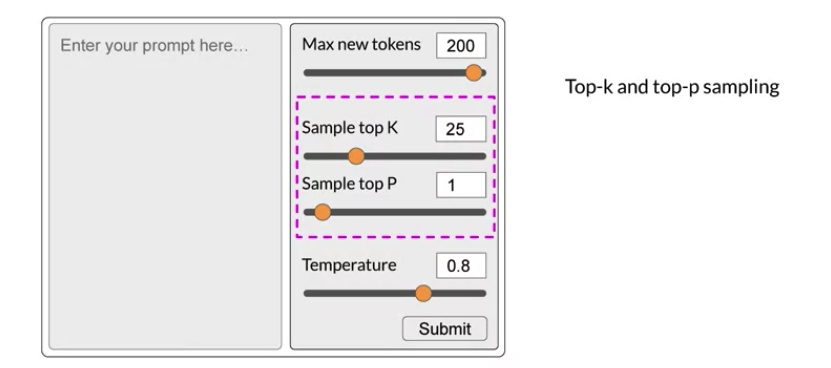 Enter your prompt here...
Max new tokens 200
Sample top K 25
Sample top P 1
Temperature 0.8
Submit
Top-k and top-p sampling